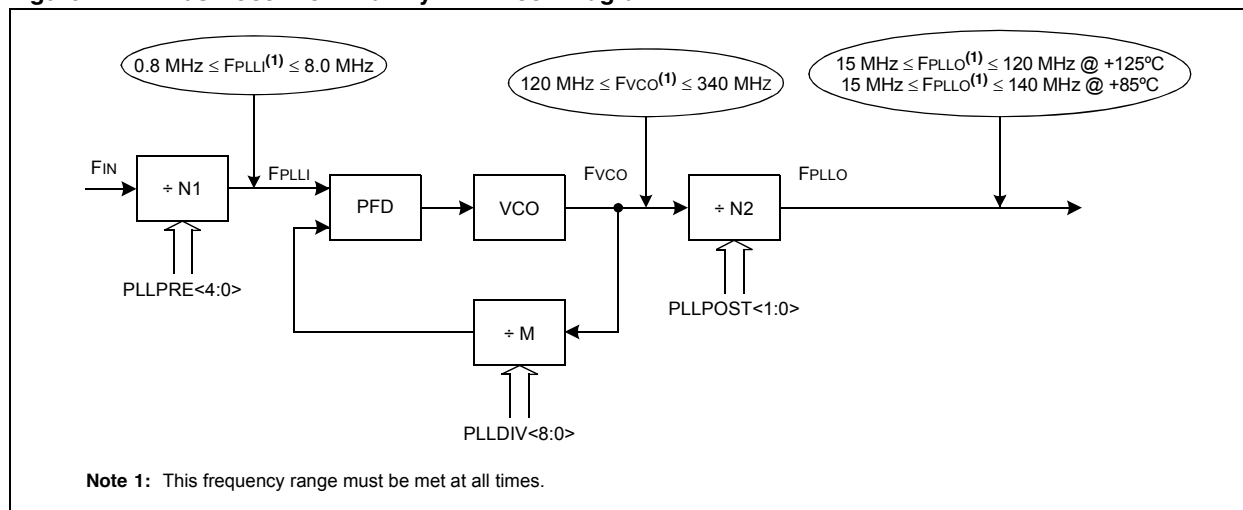 0.8 MHz ≤ FPLLI(1) ≤ 8.0 MHz
120 MHz ≤ FVCO(1) ≤ 340 MHz
15 MHz ≤ FPLLO(1) ≤ 120 MHz @ +125ºC
15 MHz ≤ FPLLO(1) ≤ 140 MHz @ +85ºC
FIN
÷ N1
FPLLI
PFD
VCO
FVCO
÷ N2
FPLLO
PLLPRE<4:0>
PLLPOST<1:0>
÷ M
PLLDIV<8:0>
Note 1: This frequency range must be met at all times.